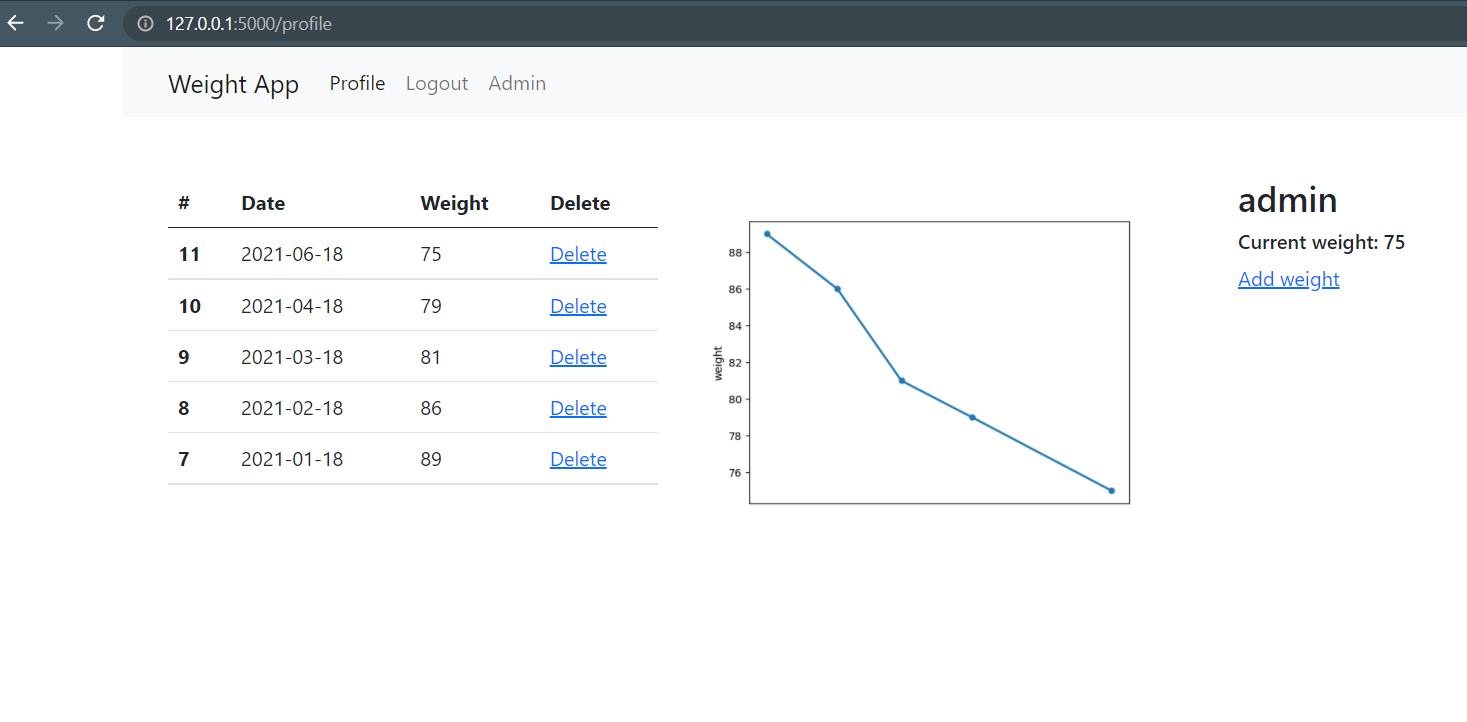 127.0.0.1:5000/profile
Weight App Profile Logout Admin
# Date Weight Delete
11 2021-06-18 75 Delete
10 2021-04-18 79 Delete
9 2021-03-18 81 Delete
8 2021-02-18 86 Delete
7 2021-01-18 89 Delete
88
86
84
82
80
78
76
weight
admin
Current weight: 75
Add weight